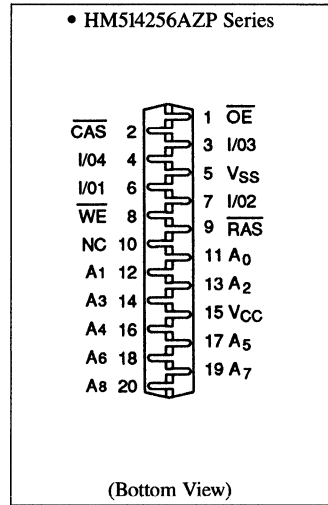 • HM514256AZP Series
1 OE
CAS 2
3 I/03
I/04 4
5 VSS
I/01 6
7 I/02
WE 8
9 RAS
NC 10
11 A0
A1 12
13 A2
A3 14
15 VCC
A4 16
17 A5
A6 18
19 A7
A8 20
(Bottom View)